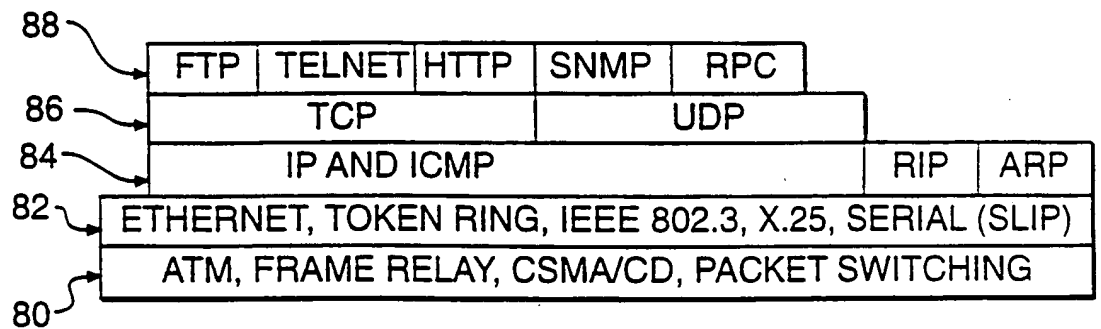 88
FTP TELNET HTTP SNMP RPC
86
TCP UDP
84
IP AND ICMP RIP ARP
82
ETHERNET, TOKEN RING, IEEE 802.3, X.25, SERIAL (SLIP)
ATM, FRAME RELAY, CSMA/CD, PACKET SWITCHING
80